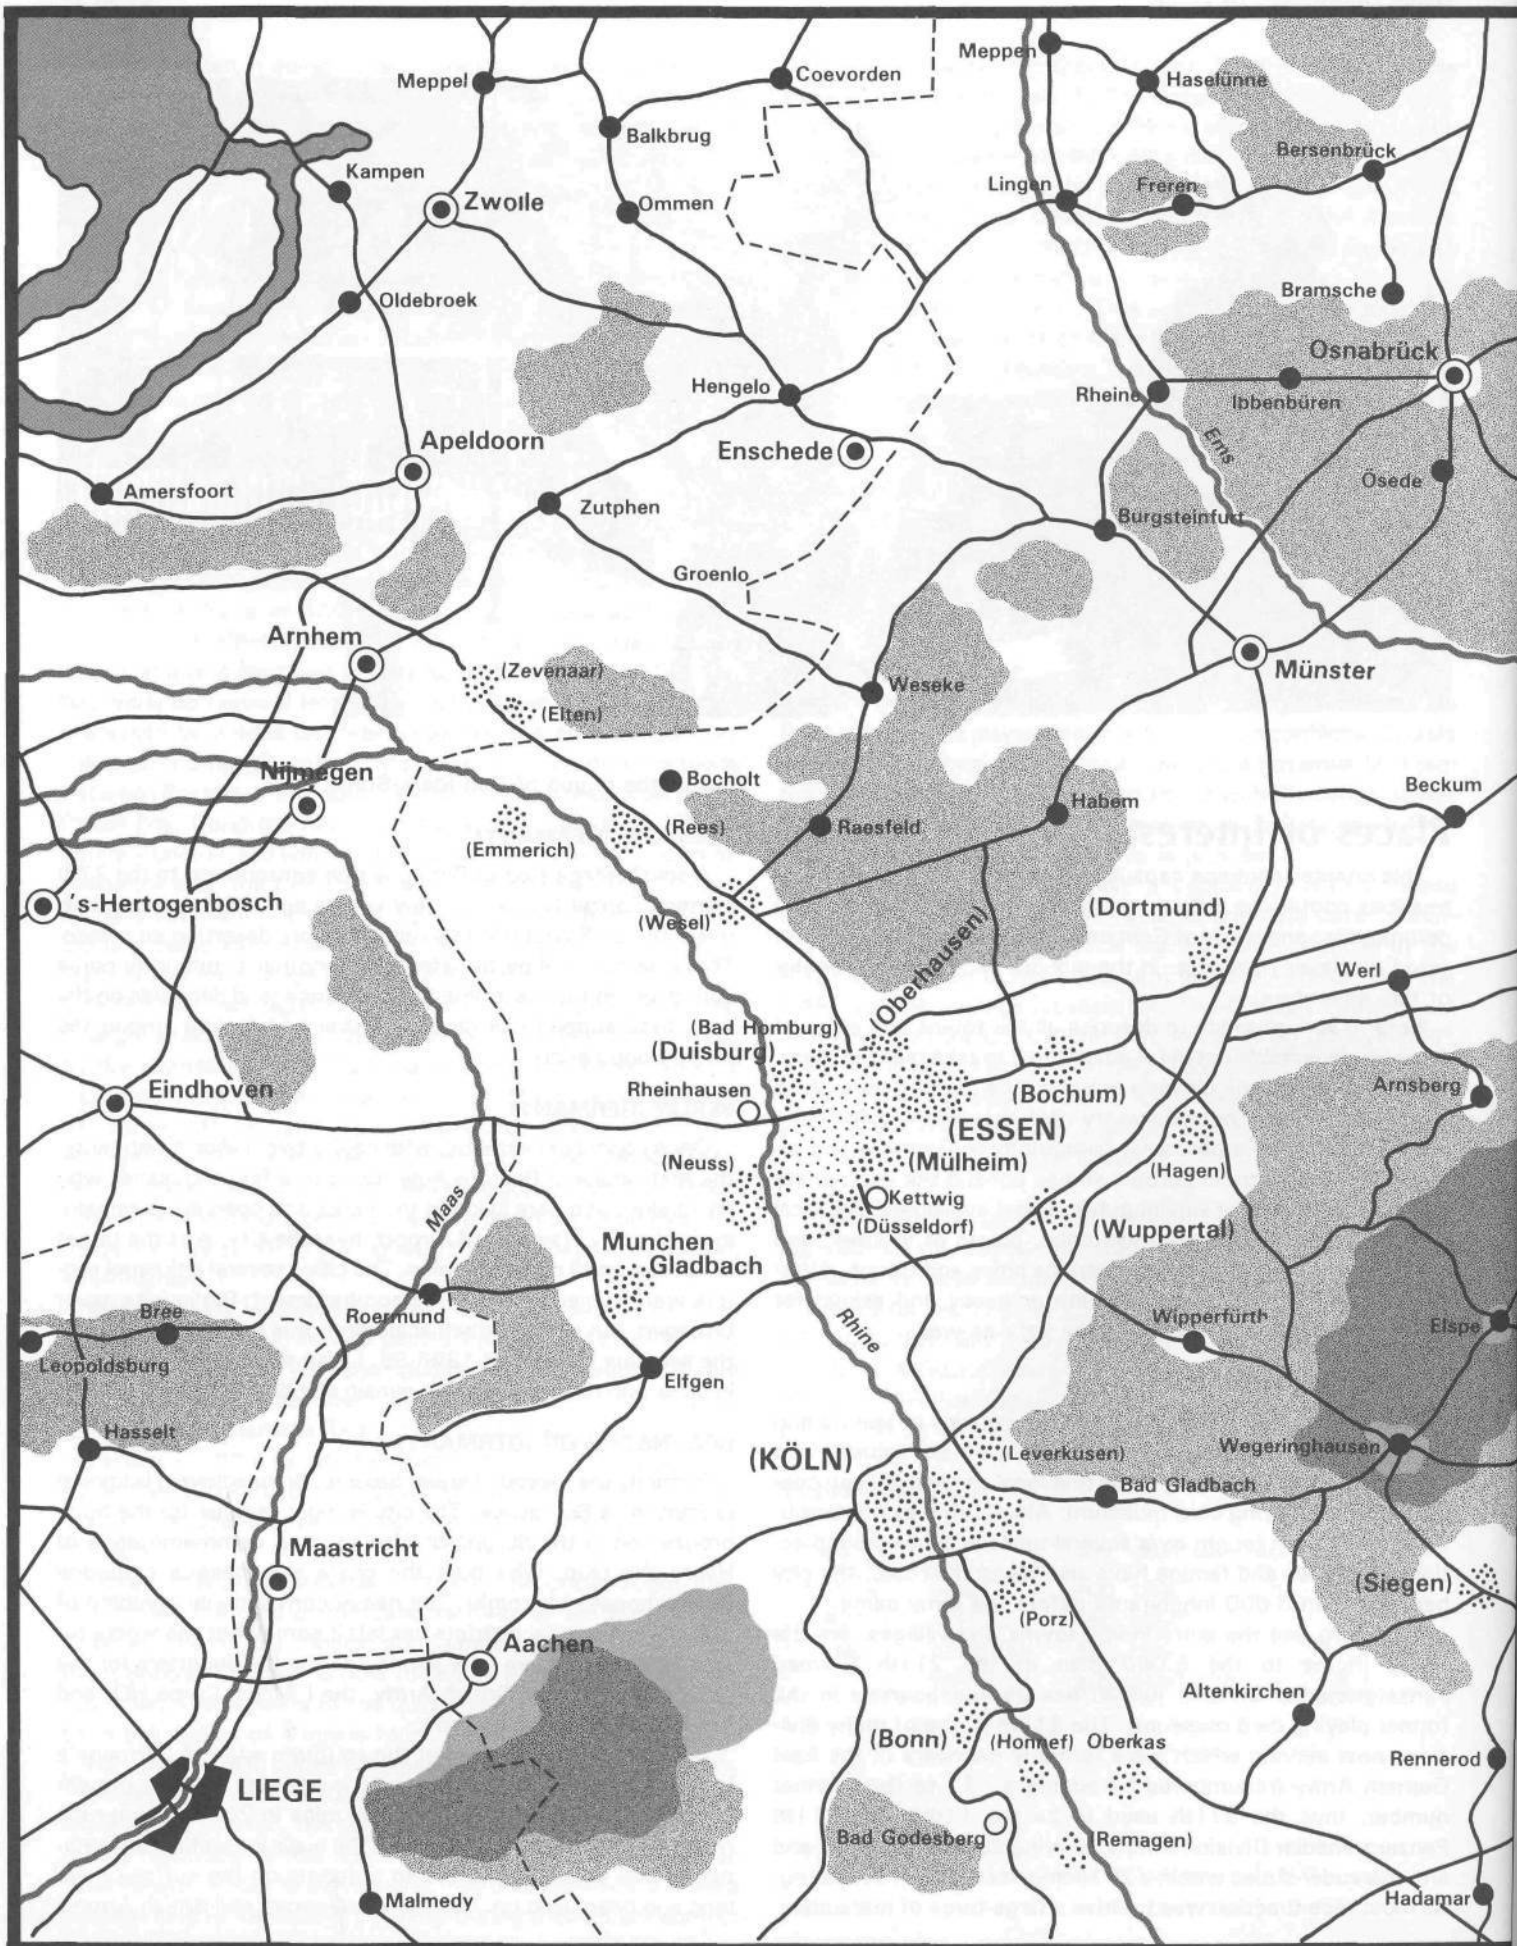 Meppen
Meppel
Coevorden
Haselünne
Balkbrug
Bersenbrück
Kampen
Lingen
Freren
Zwolle
Ommen
Oldebroek
Bramsche
Osnabrück
Hengelo
Rheine
Ibbenbüren
Apeldoorn
Enschede
Ems
Amersfoort
Zutphen
Ösede
Burgsteinfurt
Groenlo
Arnhem
(Zevenaar)
Münster
Weseke
(Elten)
Nijmegen
Bocholt
Beckum
Habem
(Rees)
Raesfeld
(Emmerich)
's-Hertogenbosch
(Wesel)
(Dortmund)
(Oberhausen)
Werl
(Bad Homburg)
(Duisburg)
Eindhoven
Rheinhausen
(Bochum)
Arnsberg
(ESSEN)
(Neuss)
(Mülheim)
(Hagen)
Maas
Kettwig
(Düsseldorf)
(Wuppertal)
Munchen
Gladbach
Bree
Roermund
Rhine
Wipperfürth
Elspe
Leopoldsburg
Elfgen
Hasselt
(KÖLN)
(Leverkusen)
Wegeringhausen
Bad Gladbach
Maastricht
(Siegen)
(Porz)
Aachen
Altenkirchen
(Bonn)
(Honnef)
Oberkas
Rennerod
LIEGE
Bad Godesberg
(Remagen)
Malmedy
Hadamar